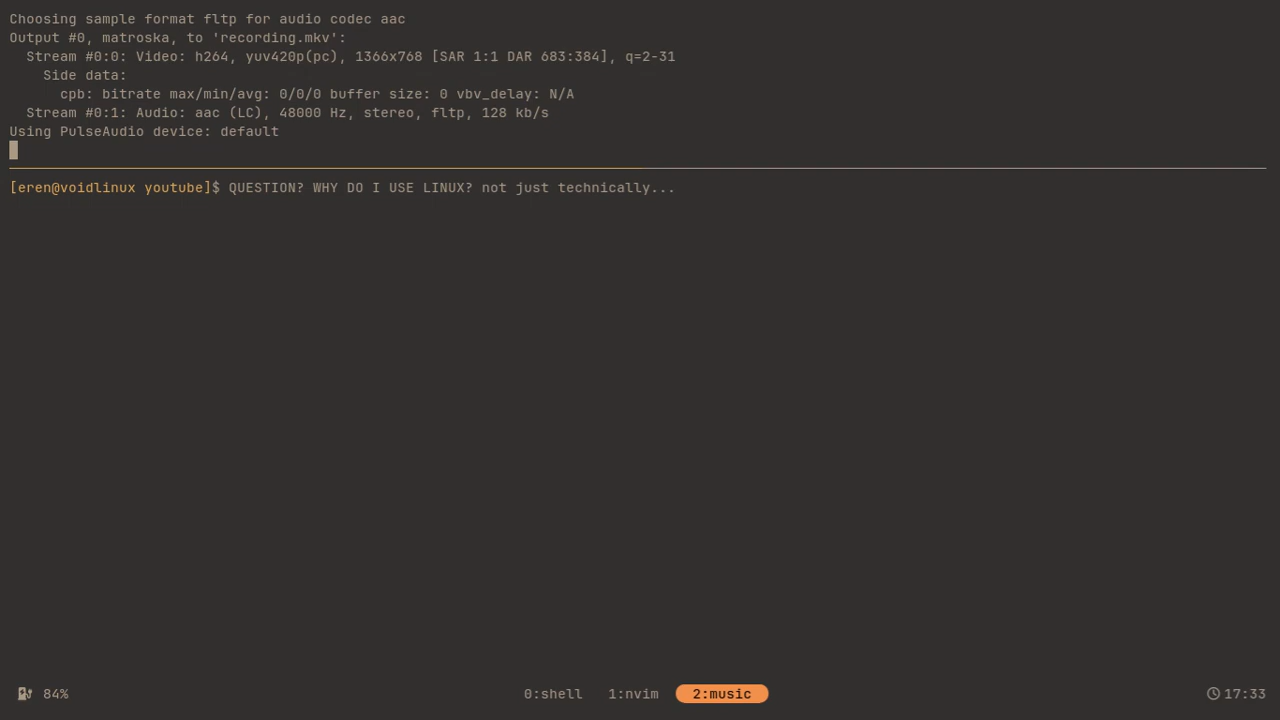 Choosing sample format fltp for audio codec aac
Output #0, matroska, to 'recording.mkv':
  Stream #0:0: Video: h264, yuv420p(pc), 1366x768 [SAR 1:1 DAR 683:384], q=2-31
    Side data:
      cpb: bitrate max/min/avg: 0/0/0 buffer size: 0 vbv_delay: N/A
  Stream #0:1: Audio: aac (LC), 48000 Hz, stereo, fltp, 128 kb/s
Using PulseAudio device: default
[eren@voidlinux youtube]$ QUESTION? WHY DO I USE LINUX? not just technically...
84% 0:shell 1:nvim 2:music 17:33